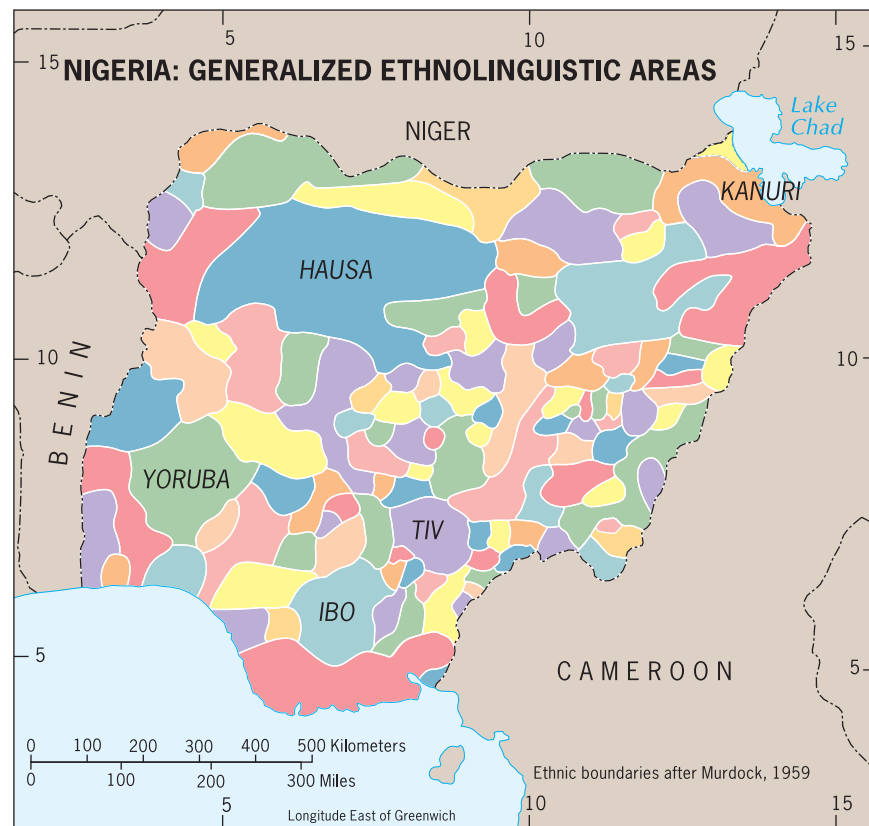 5
10
15
15
NIGERIA: GENERALIZED ETHNOLINGUISTIC AREAS
Lake
Chad
NIGER
KANURI
HAUSA
10
10
BENIN
YORUBA
TIV
IBO
5
5
CAMEROON
0 100 200 300 400 500 Kilometers
0 100 200 300 Miles
Ethnic boundaries after Murdock, 1959
5
Longitude East of Greenwich
10
15